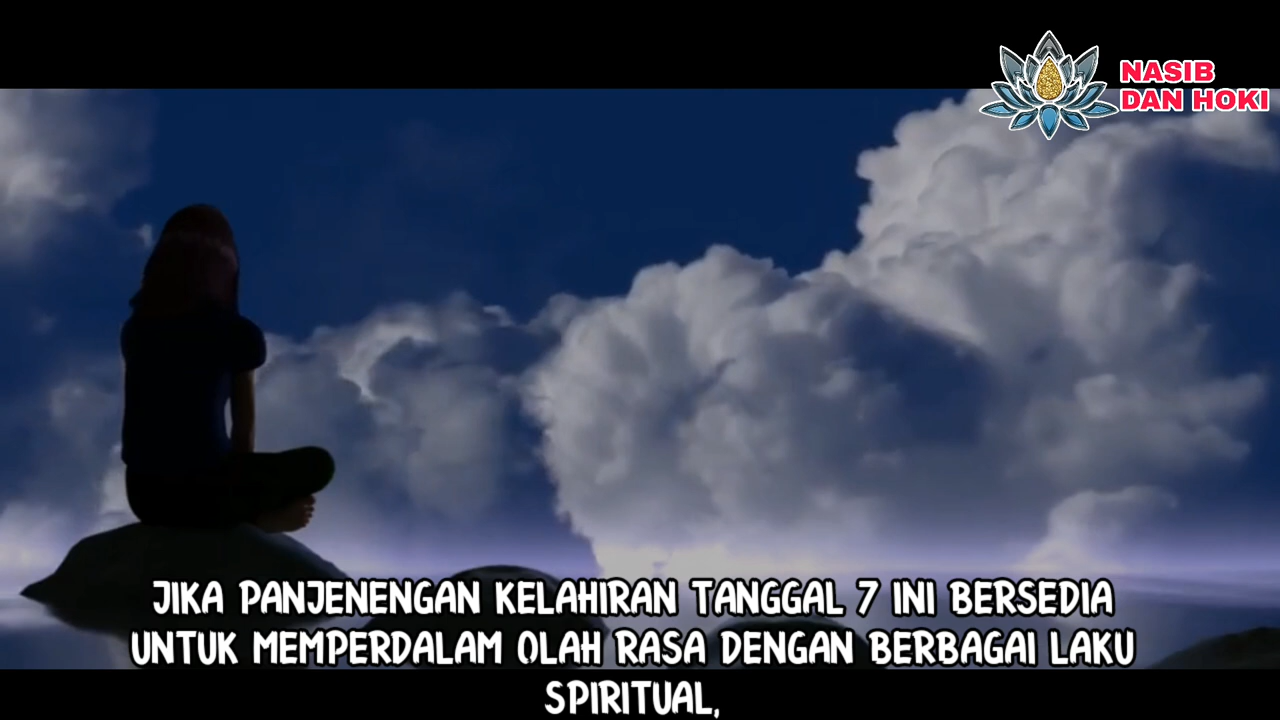 NASIB
DAN HOKI
JIKA PANJENENGAN KELAHIRAN TANGGAL 7 INI BERSEDIA
UNTUK MEMPERDALAM OLAH RASA DENGAN BERBAGAI LAKU
SPIRITUAL,